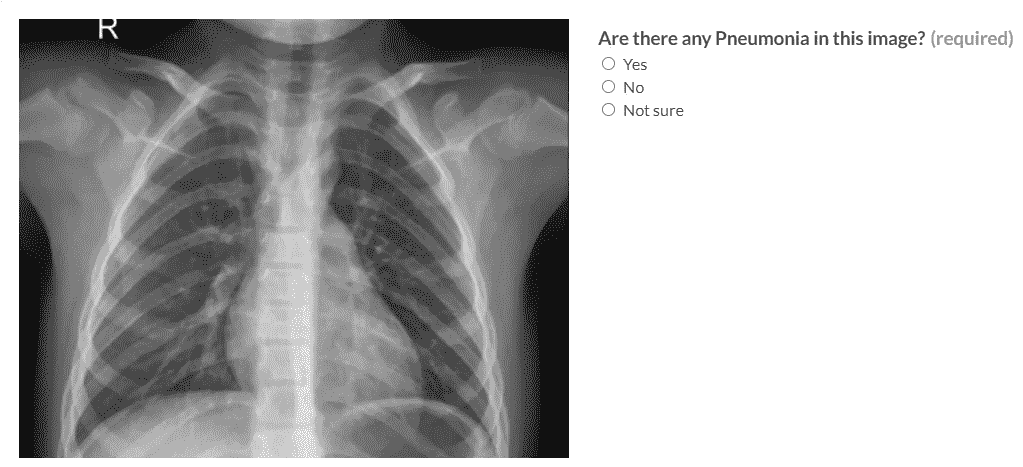 R
Are there any Pneumonia in this image? (required)
Yes
No
Not sure